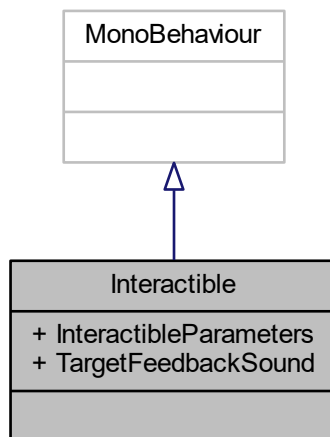 MonoBehaviour
Interactible
+ InteractibleParameters
+ TargetFeedbackSound